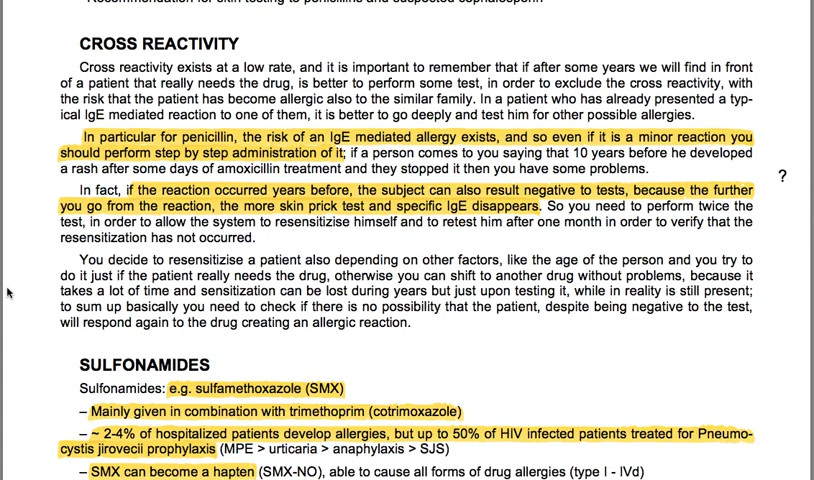 Recommendation for skin testing to penicillins and suspected cephalosporin
CROSS REACTIVITY
Cross reactivity exists at a low rate, and it is important to remember that if after some years we will find in front
of a patient that really needs the drug, is better to perform some test, in order to exclude the cross reactivity, with
the risk that the patient has become allergic also to the similar family. In a patient who has already presented a typ-
ical IgE mediated reaction to one of them, it is better to go deeply and test him for other possible allergies.
In particular for penicillin, the risk of an IgE mediated allergy exists, and so even if it is a minor reaction you
should perform step by step administration of it; if a person comes to you saying that 10 years before he developed
a rash after some days of amoxicillin treatment and they stopped it then you have some problems.
?
In fact, if the reaction occurred years before, the subject can also result negative to tests, because the further
you go from the reaction, the more skin prick test and specific IgE disappears. So you need to perform twice the
test, in order to allow the system to resensitizise himself and to retest him after one month in order to verify that the
resensitization has not occurred.
You decide to resensitizise a patient also depending on other factors, like the age of the person and you try to
do it just if the patient really needs the drug, otherwise you can shift to another drug without problems, because it
takes a lot of time and sensitization can be lost during years but just upon testing it, while in reality is still present;
to sum up basically you need to check if there is no possibility that the patient, despite being negative to the test,
will respond again to the drug creating an allergic reaction.
SULFONAMIDES
Sulfonamides: e.g. sulfamethoxazole (SMX)
– Mainly given in combination with trimethoprim (cotrimoxazole)
– ~ 2-4% of hospitalized patients develop allergies, but up to 50% of HIV infected patients treated for Pneumo-
cystis jirovecii prophylaxis (MPE > urticaria > anaphylaxis > SJS)
– SMX can become a hapten (SMX-NO), able to cause all forms of drug allergies (type I - IVd)